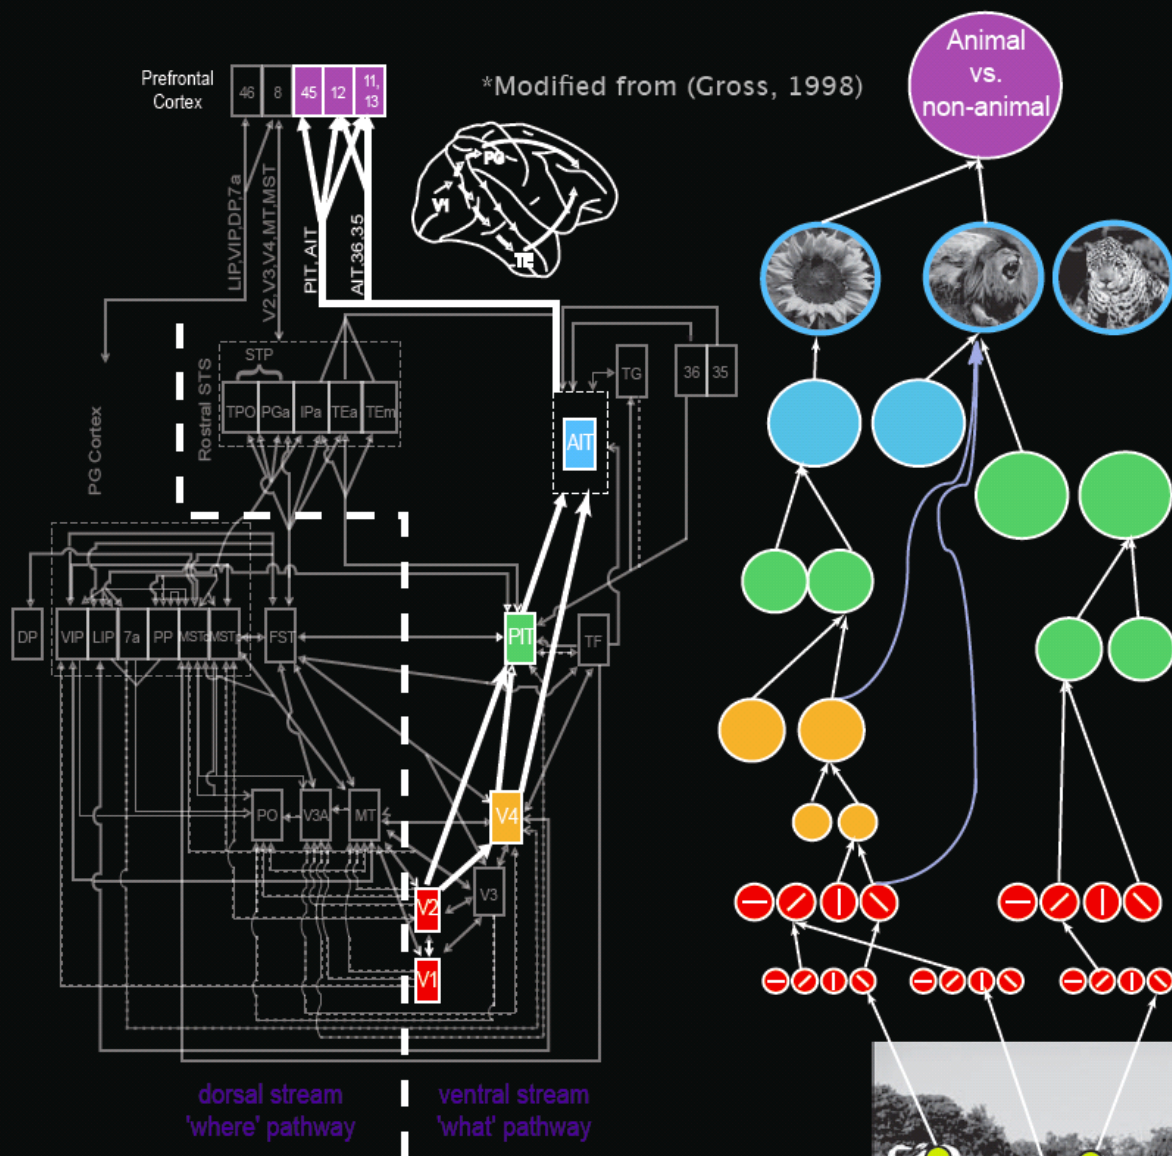 Prefrontal
Cortex
46
8
45
12
11,
13
*Modified from (Gross, 1998)
Animal
vs.
non-animal
LIP,VIP,DP,7a
V2,V3,V4,MT,MST
PIT, AIT
AIT,36,35
PG
V1
TE
PG Cortex
Rostral STS
STP
TPO
PGa
IPa
TEa
TEm
TG
36
35
AIT
DP
VIP
LIP
7a
PP
FST
PIT
TF
PO
V3A
MT
V4
V2
V3
V1
dorsal stream
'where' pathway
ventral stream
'what' pathway